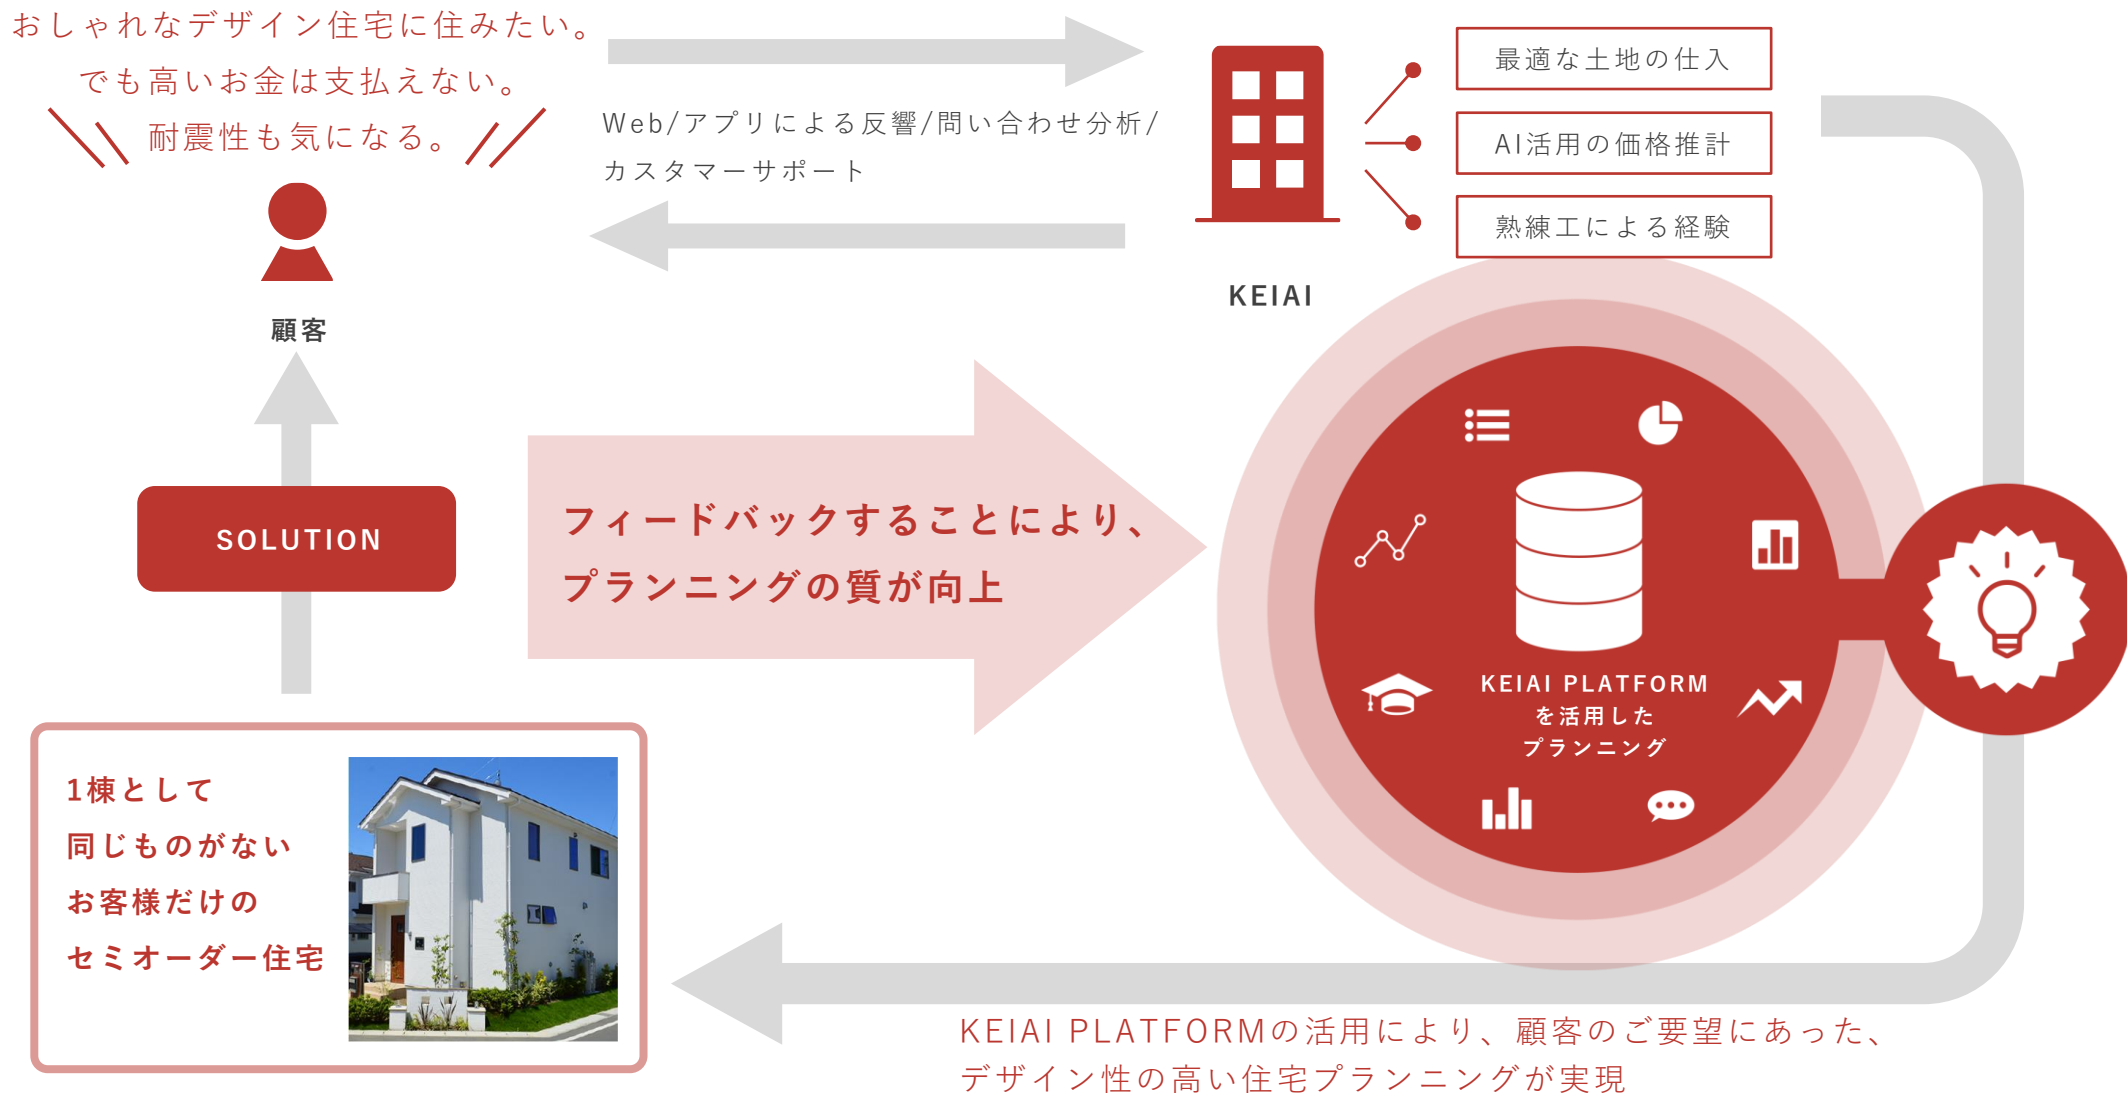 おしゃれなデザイン住宅に住みたい。
でも高いお金は支払えない。
耐震性も気になる。
顧客
Web/アプリによる反響/問い合わせ分析/
カスタマーサポート
KEIAI
最適な土地の仕入
AI活用の価格推計
熟練工による経験
SOLUTION
フィードバックすることにより、
プランニングの質が向上
KEIAI PLATFORM
を活用した
プランニング
1棟として
同じものがない
お客様だけの
セミオーダー住宅
KEIAI PLATFORMの活用により、顧客のご要望にあった、
デザイン性の高い住宅プランニングが実現